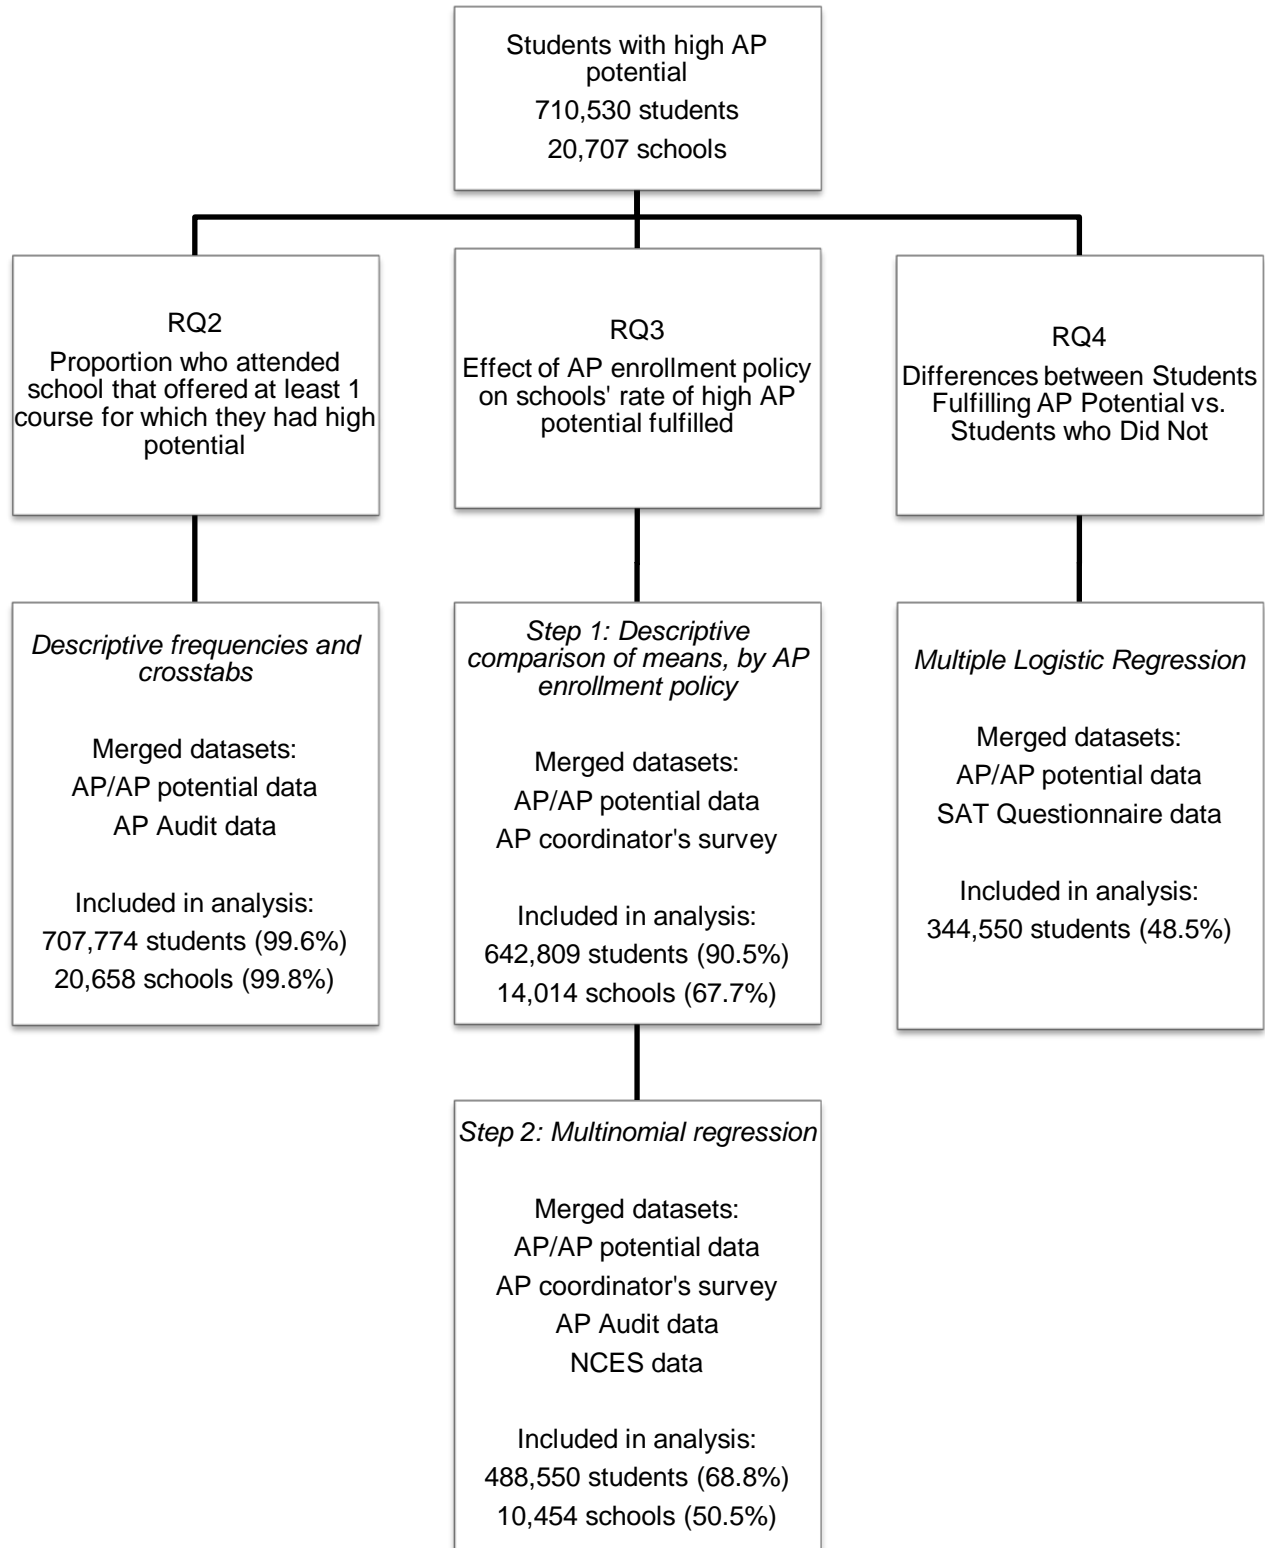 Students with high AP
potential
710,530 students
20,707 schools
RQ2
Proportion who attended
school that offered at least 1
course for which they had high
potential
RQ3
Effect of AP enrollment policy
on schools' rate of high AP
potential fulfilled
RQ4
Differences between Students
Fulfilling AP Potential vs.
Students who Did Not
Descriptive frequencies and
crosstabs
Merged datasets:
AP/AP potential data
AP Audit data
Included in analysis:
707,774 students (99.6%)
20,658 schools (99.8%)
Step 1: Descriptive
comparison of means, by AP
enrollment policy
Merged datasets:
AP/AP potential data
AP coordinator's survey
Included in analysis:
642,809 students (90.5%)
14,014 schools (67.7%)
Multiple Logistic Regression
Merged datasets:
AP/AP potential data
SAT Questionnaire data
Included in analysis:
344,550 students (48.5%)
Step 2: Multinomial regression
Merged datasets:
AP/AP potential data
AP coordinator's survey
AP Audit data
NCES data
Included in analysis:
488,550 students (68.8%)
10,454 schools (50.5%)